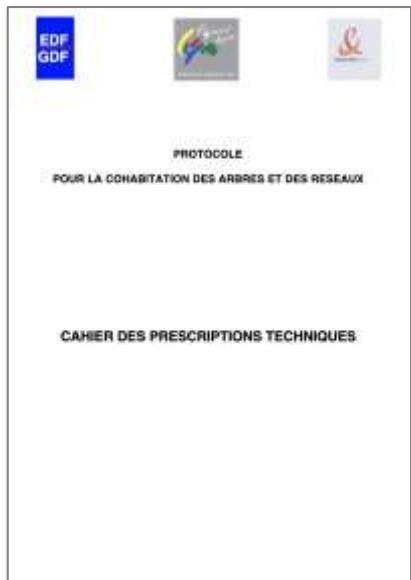 EDF
GDF
PROTOCOLE
POUR LA COHABITATION DES ARBRES ET DES RESEAUX
CAHIER DES PRESCRIPTIONS TECHNIQUES